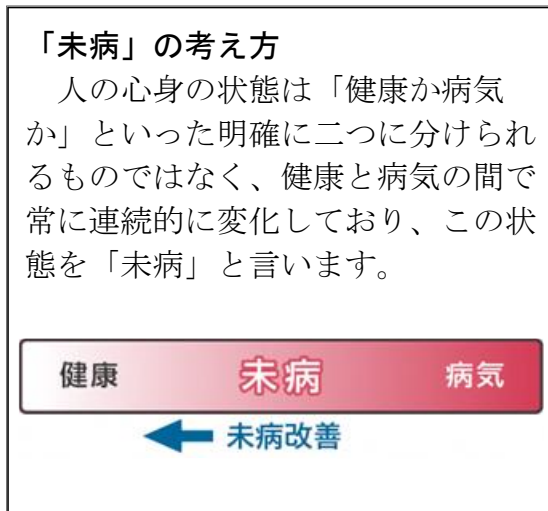 「未病」の考え方
　人の心身の状態は「健康か病気
か」といった明確に二つに分けられ
るものではなく、健康と病気の間で
常に連続的に変化しており、この状
態を「未病」と言います。
健康 未病 病気
未病改善